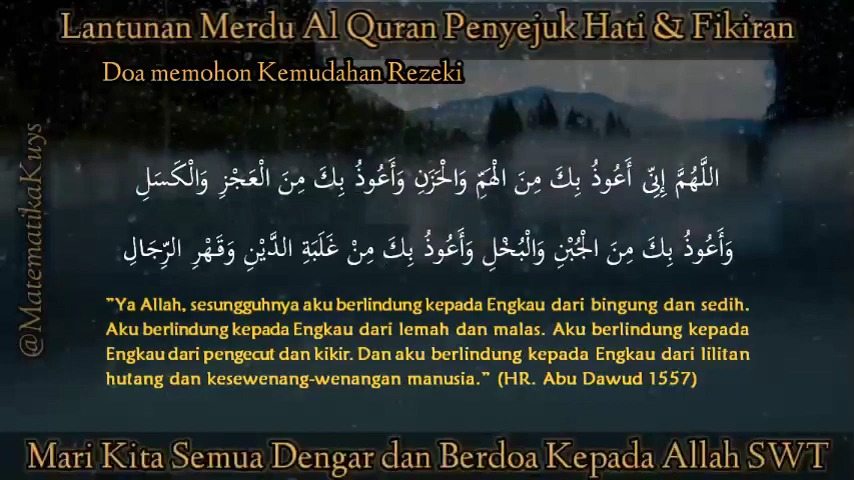 Lantunan Merdu Al Quran Penyejuk Hati & Fikiran
Doa memohon Kemudahan Rezeki
@MatematikaKuys
اللَّهُمَّ إِنِّى أَعُوذُ بِكَ مِنَ الْهَمِّ وَالْحَزَنِ وَأَعُوذُ بِكَ مِنَ الْعَجْزِ وَالْكَسَلِ
وَأَعُوذُ بِكَ مِنَ الْجُبْنِ وَالْبُخْلِ وَأَعُوذُ بِكَ مِنْ غَلَبَةِ الدَّيْنِ وَقَهْرِ الرِّجَالِ
"Ya Allah, sesungguhnya aku berlindung kepada Engkau dari bingung dan sedih.
Aku berlindung kepada Engkau dari lemah dan malas. Aku berlindung kepada
Engkau dari pengecut dan kikir. Dan aku berlindung kepada Engkau dari lilitan
hutang dan kesewenang-wenangan manusia." (HR. Abu Dawud 1557)
Mari Kita Semua Dengar dan Berdoa Kepada Allah SWT